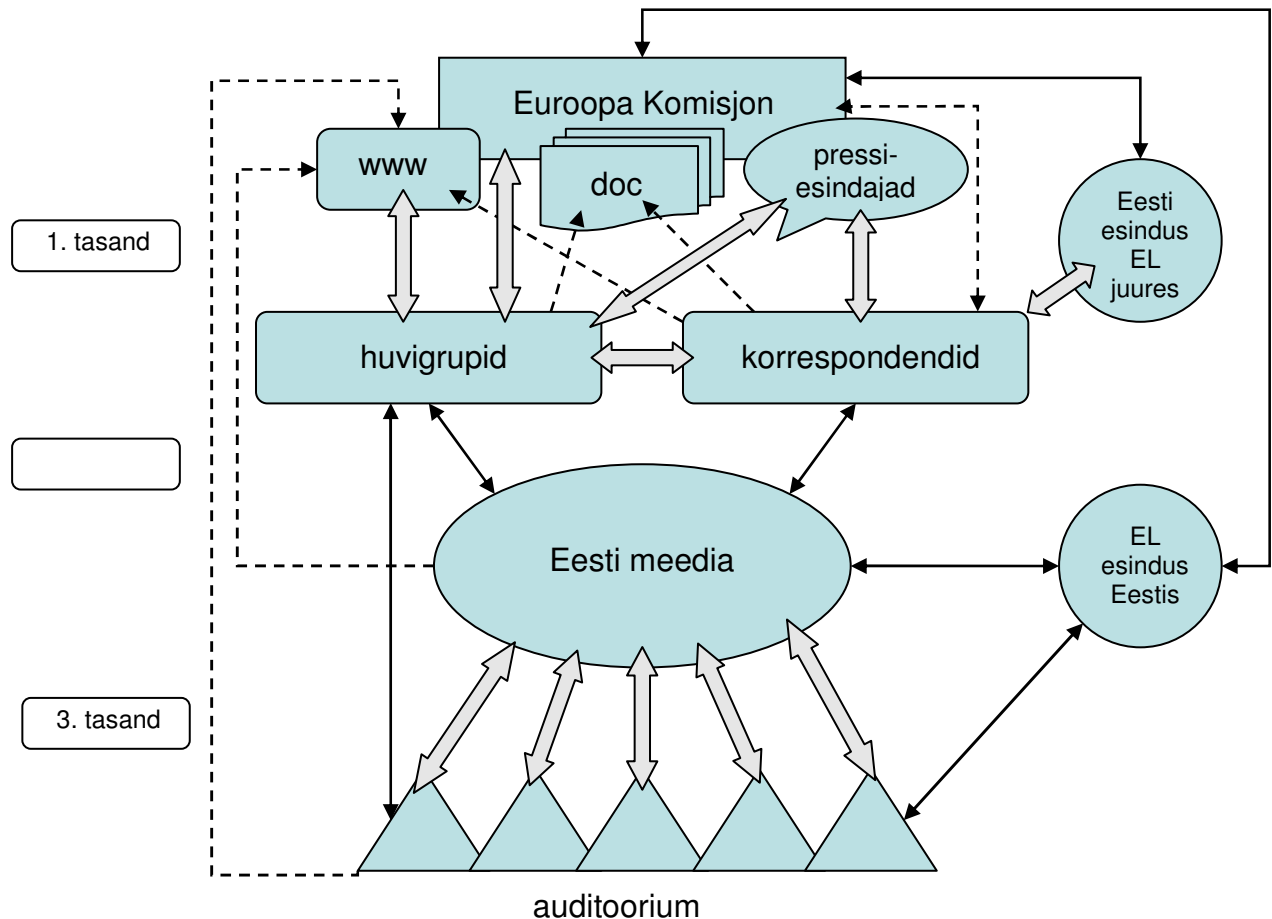 Euroopa Komisjon
www
doc
pressi-
esindajad
Eesti
esindus
EL
juures
1. tasand
huvigrupid
korrespondendid
Eesti meedia
EL
esindus
Eestis
3. tasand
auditoorium